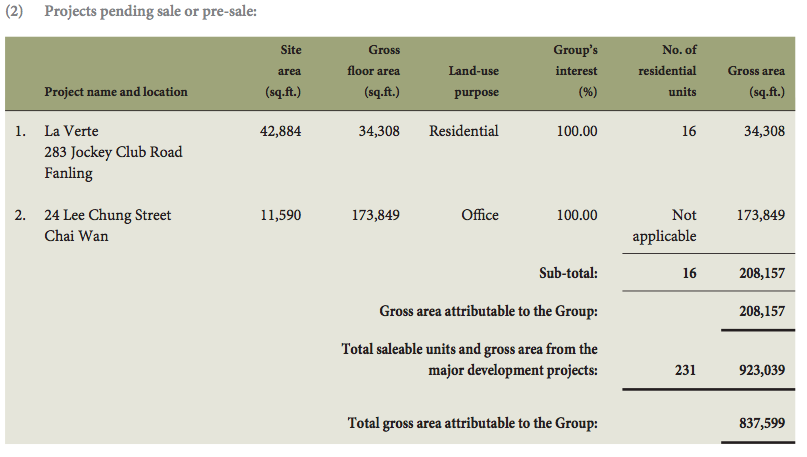 (2) Projects pending sale or pre-sale:
Site Gross Group's No. of
area floor area Land-use interest residential Gross area
Project name and location (sq.ft.) (sq.ft.) purpose (%) units (sq.ft.)
1. La Verte 42,884 34,308 Residential 100.00 16 34,308
283 Jockey Club Road
Fanling
2. 24 Lee Chung Street 11,590 173,849 Office 100.00 Not 173,849
Chai Wan applicable
Sub-total: 16 208,157
Gross area attributable to the Group: 208,157
Total saleable units and gross area from the
major development projects: 231 923,039
Total gross area attributable to the Group: 837,599